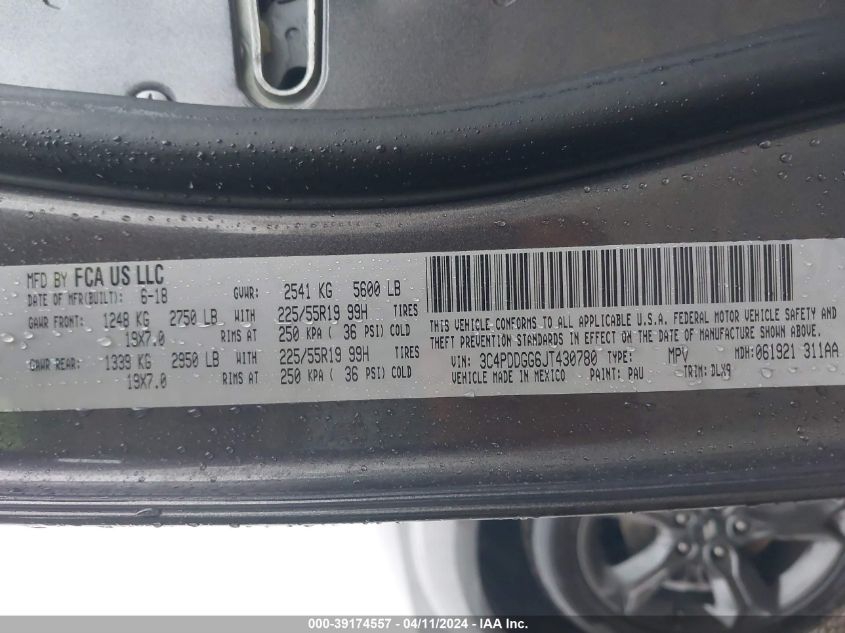 MFD BY FCA US LLC
DATE OF MFR(BUILT): 6-18 GVWR: 2541 KG 5600 LB
GAWR FRONT: 1248 KG 2750 LB WITH 225/55R19 99H TIRES
19X7.0 RIMS AT 250 KPA ( 36 PSI) COLD
GAWR REAR: 1339 KG 2950 LB WITH 225/55R19 99H TIRES
19X7.0 RIMS AT 250 KPA ( 36 PSI) COLD
THIS VEHICLE CONFORMS TO ALL APPLICABLE U.S.A. FEDERAL MOTOR VEHICLE SAFETY AND
THEFT PREVENTION STANDARDS IN EFFECT ON THE DATE OF MANUFACTURE SHOWN ABOVE.
VIN: 3C4PDDGG6JT430780 TYPE: MPV MDH: 061921 311AA
VEHICLE MADE IN MEXICO PAINT: PAU TRIM: DLX9
000-39174557 - 04/11/2024 - IAAI Inc.